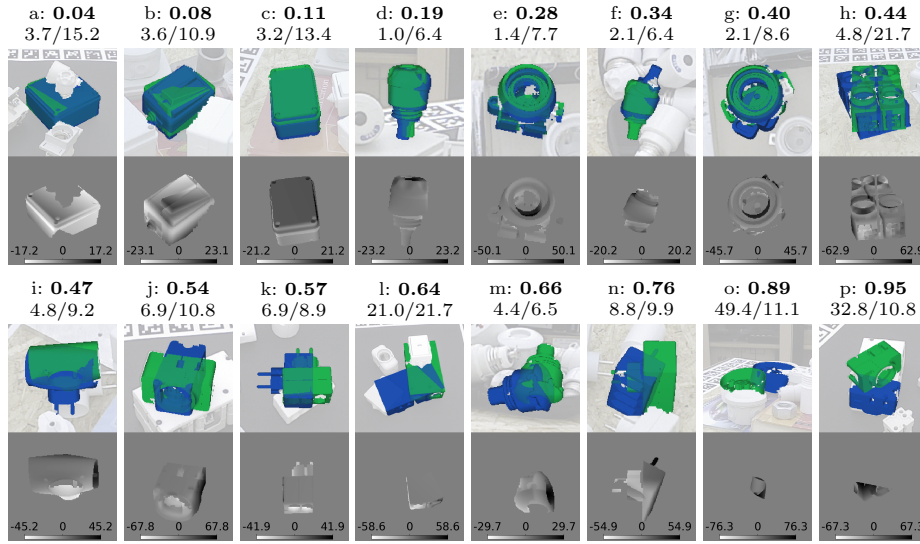 a: 0.04 b: 0.08 c: 0.11 d: 0.19 e: 0.28 f: 0.34 g: 0.40 h: 0.44
3.7/15.2 3.6/10.9 3.2/13.4 1.0/6.4 1.4/7.7 2.1/6.4 2.1/8.6 4.8/21.7
-17.2 0 17.2 -23.1 0 23.1 -21.2 0 21.2 -23.2 0 23.2 -50.1 0 50.1 -20.2 0 20.2 -45.7 0 45.7 -62.9 0 62.9
i: 0.47 j: 0.54 k: 0.57 l: 0.64 m: 0.66 n: 0.76 o: 0.89 p: 0.95
4.8/9.2 6.9/10.8 6.9/8.9 21.0/21.7 4.4/6.5 8.8/9.9 49.4/11.1 32.8/10.8
-45.2 0 45.2 -67.8 0 67.8 -41.9 0 41.9 -58.6 0 58.6 -29.7 0 29.7 -54.9 0 54.9 -76.3 0 76.3 -67.3 0 67.3